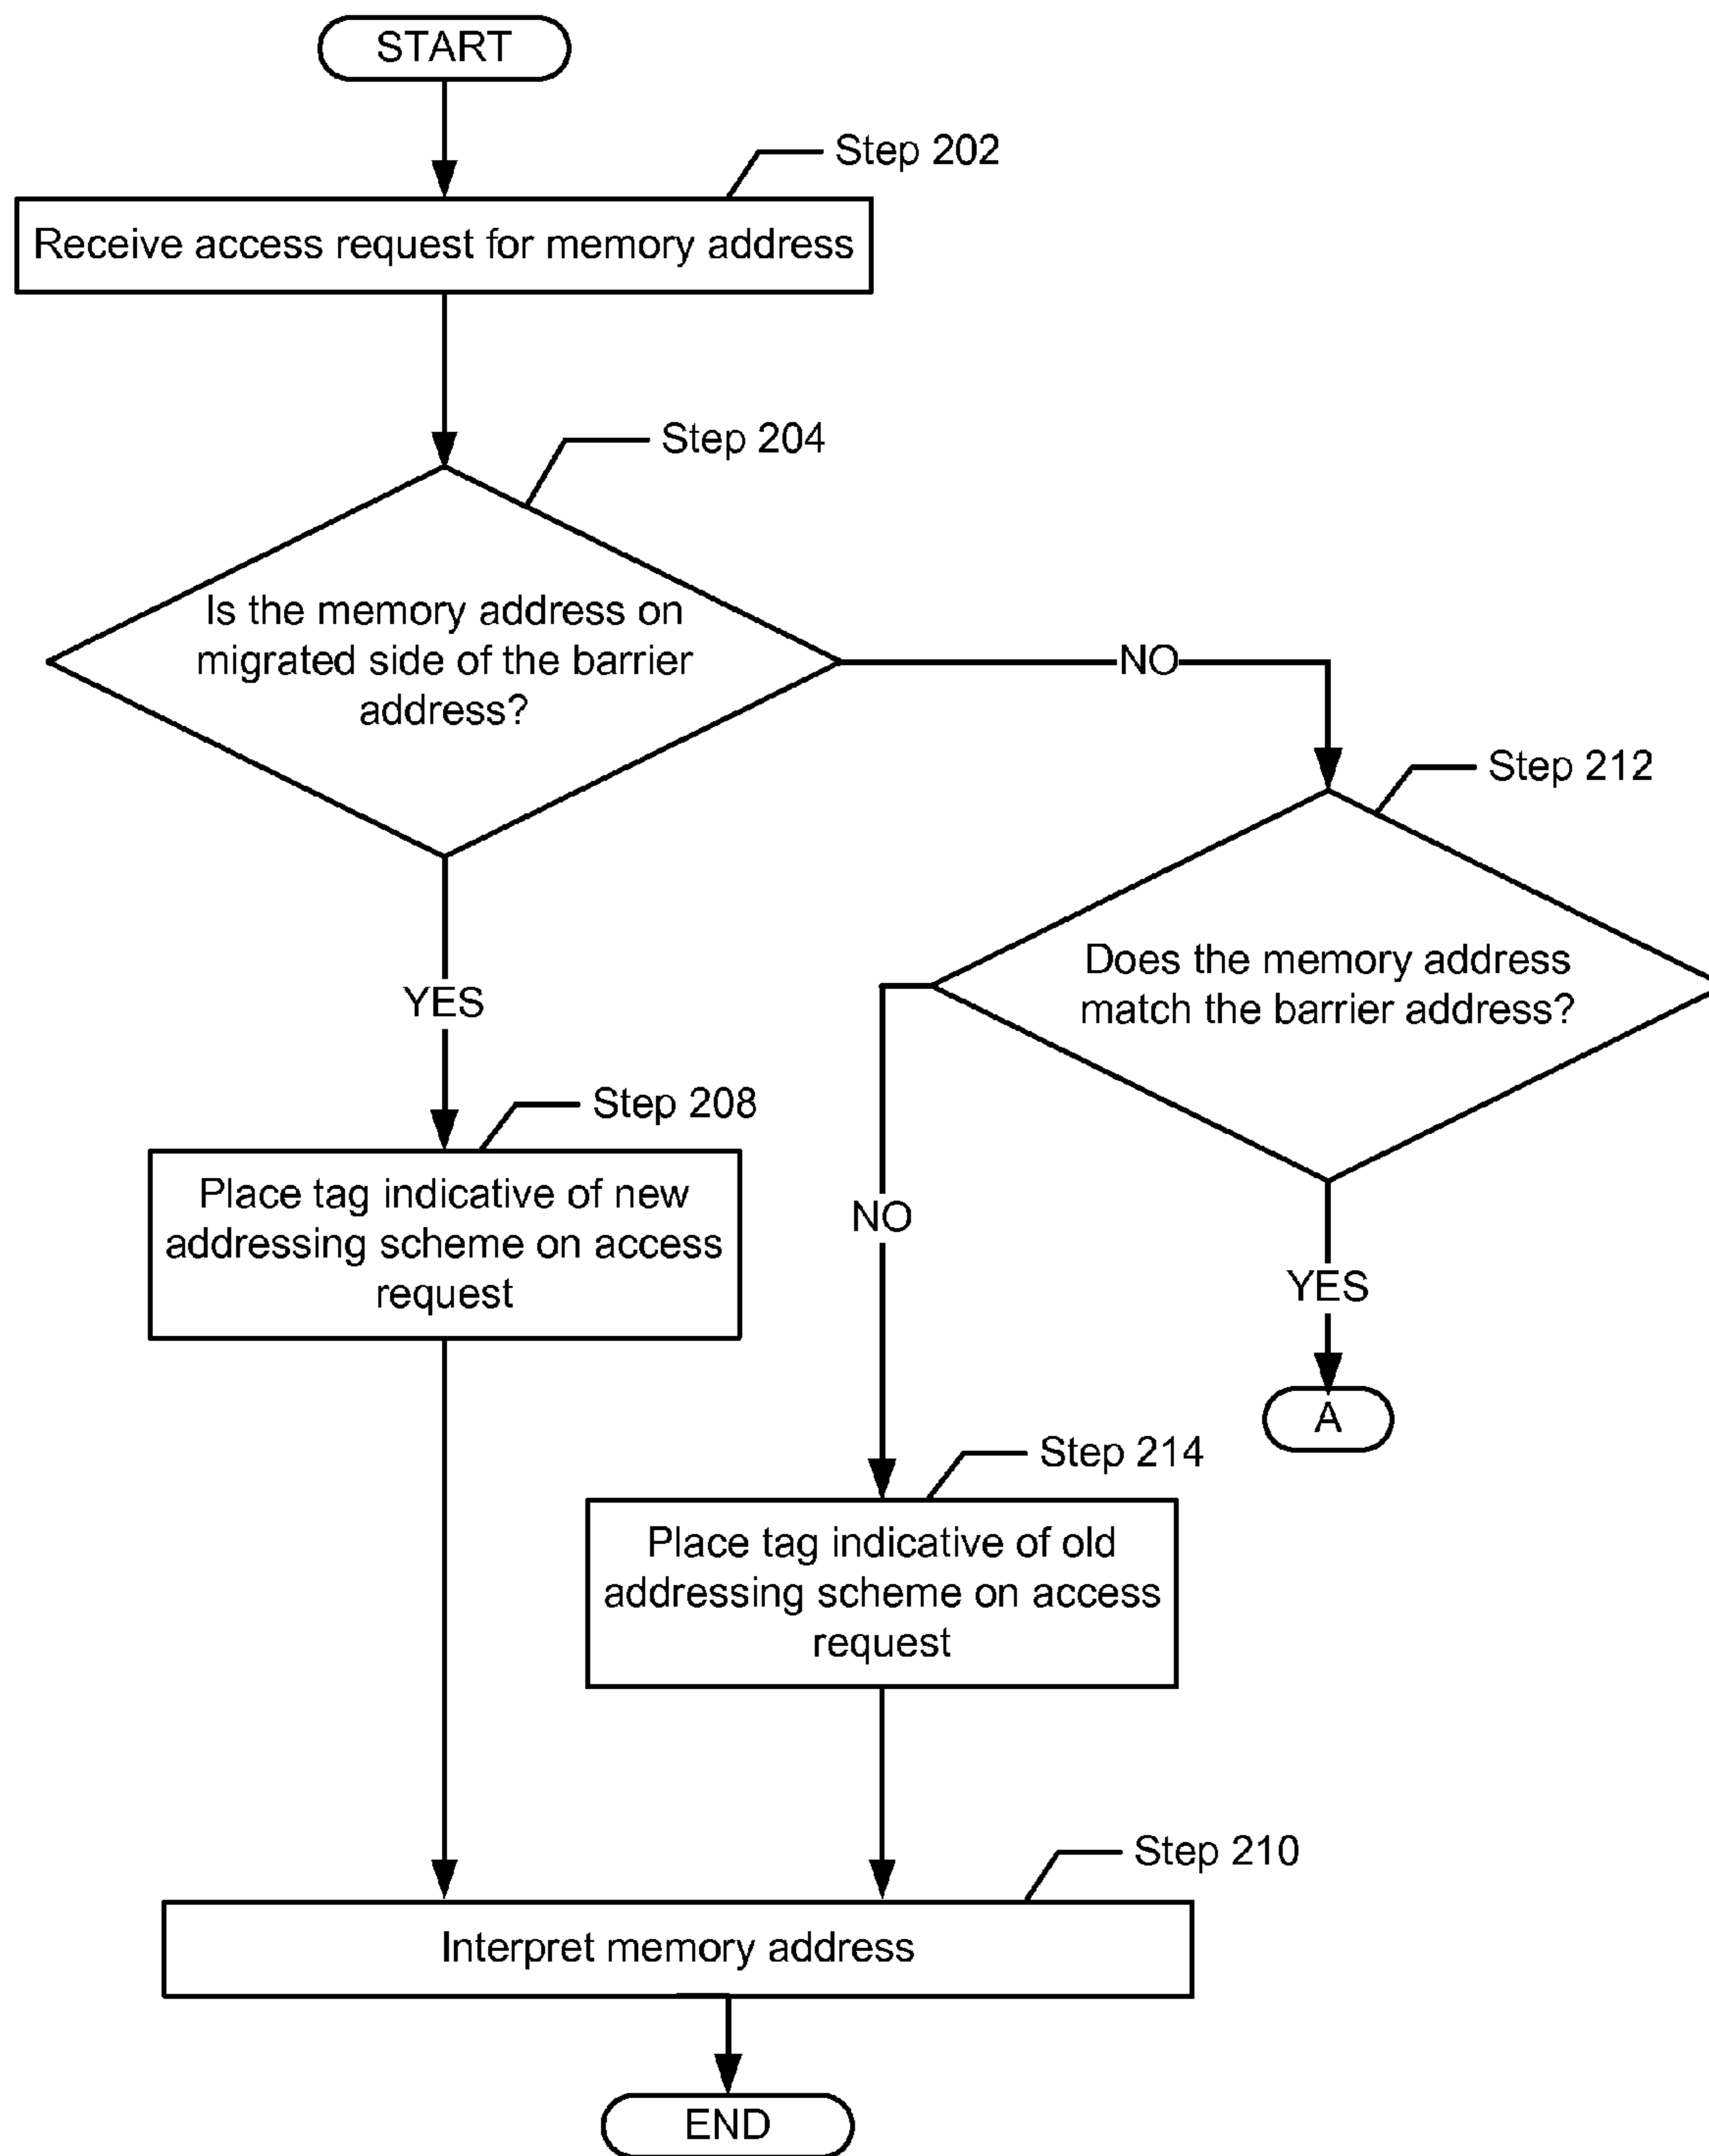 START
Step 202
Receive access request for memory address
Step 204
Is the memory address on
migrated side of the barrier
address?
NO
Step 212
Does the memory address
match the barrier address?
YES
Step 208
Place tag indicative of new
addressing scheme on access
request
NO
YES
A
Step 214
Place tag indicative of old
addressing scheme on access
request
Step 210
Interpret memory address
END